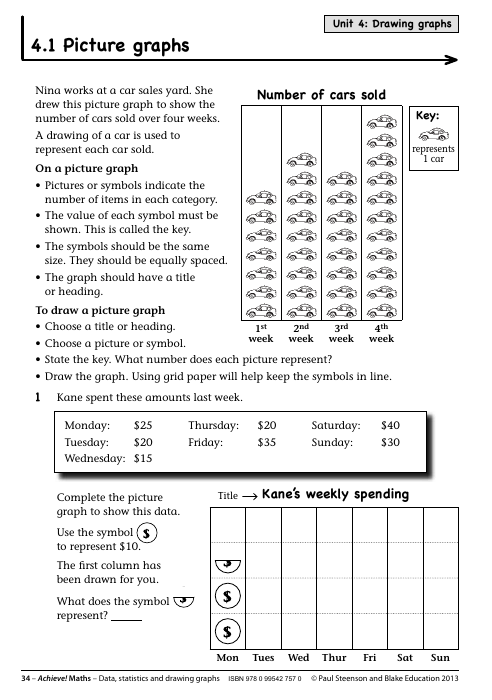 Unit 4: Drawing graphs
4.1 Picture graphs
Nina works at a car sales yard. She
drew this picture graph to show the
number of cars sold over four weeks.
A drawing of a car is used to
represent each car sold.
On a picture graph
• Pictures or symbols indicate the
number of items in each category.
• The value of each symbol must be
shown. This is called the key.
• The symbols should be the same
size. They should be equally spaced.
• The graph should have a title
or heading.
To draw a picture graph
• Choose a title or heading.
• Choose a picture or symbol.
• State the key. What number does each picture represent?
• Draw the graph. Using grid paper will help keep the symbols in line.
Number of cars sold
Key:
represents
1 car
1st week
2nd week
3rd week
4th week
1 Kane spent these amounts last week.
Monday: $25 Thursday: $20 Saturday: $40
Tuesday: $20 Friday: $35 Sunday: $30
Wednesday: $15
Complete the picture
graph to show this data.
Use the symbol $
to represent $10.
The first column has
been drawn for you.
What does the symbol $
represent? _____
Title → Kane's weekly spending
$
$
$
Mon Tues Wed Thur Fri Sat Sun
34 – Achieve! Maths – Data, statistics and drawing graphs ISBN 978 0 99542 757 0 © Paul Steenson and Blake Education 2013